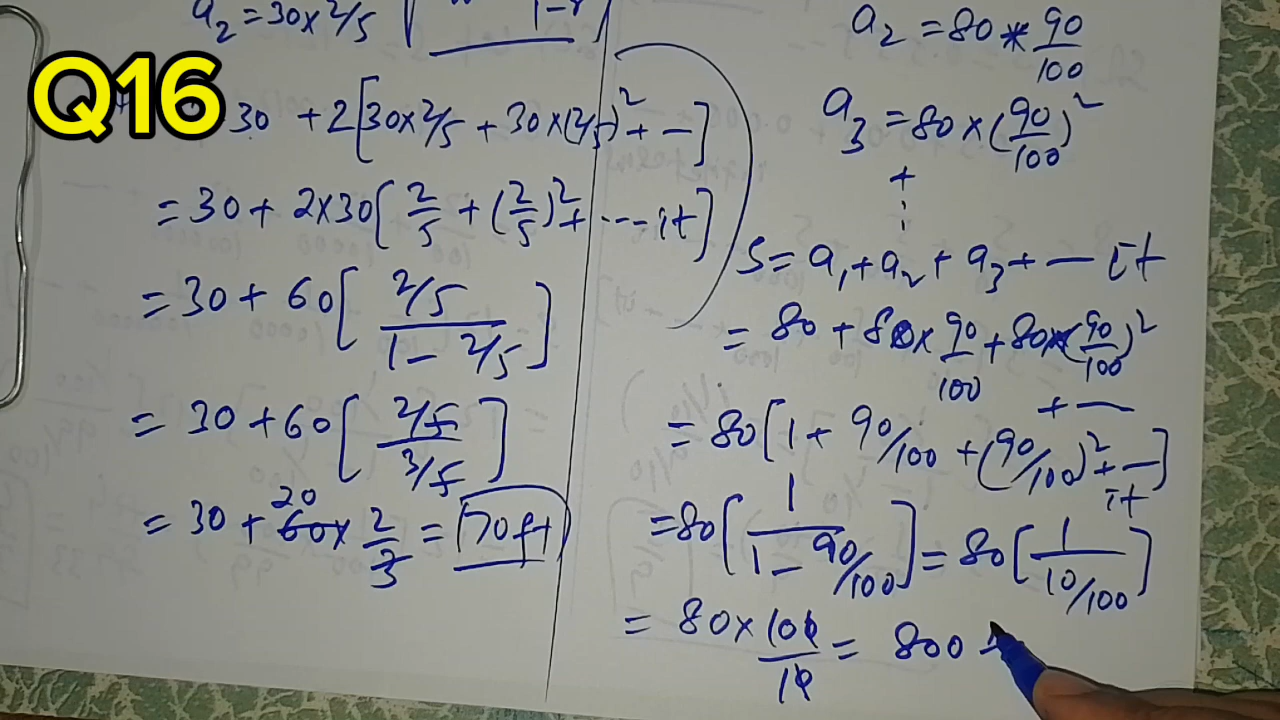 a₂ = 30 × 2/5
1-r
Q16
30 + 2[30×2/5 + 30×(2/5)² + —]
= 30 + 2×30[2/5 + (2/5)² + --- it]
= 30 + 60[(2/5)/(1 - 2/5)]
= 30 + 60[(2/5)/(3/5)]
20
= 30 + 60 × 2/3 = 70 ft
a₂ = 80 * 90/100
a₃ = 80 × (90/100)²
+
⋮
S = a₁ + a₂ + a₃ + — it
= 80 + 80 × 90/100 + 80 × (90/100)²
+ —
= 80[1 + 90/100 + (90/100)² + —]
it
= 80[1/(1 - 90/100)] = 80[1/(10/100)]
= 80 × 100/10 = 800